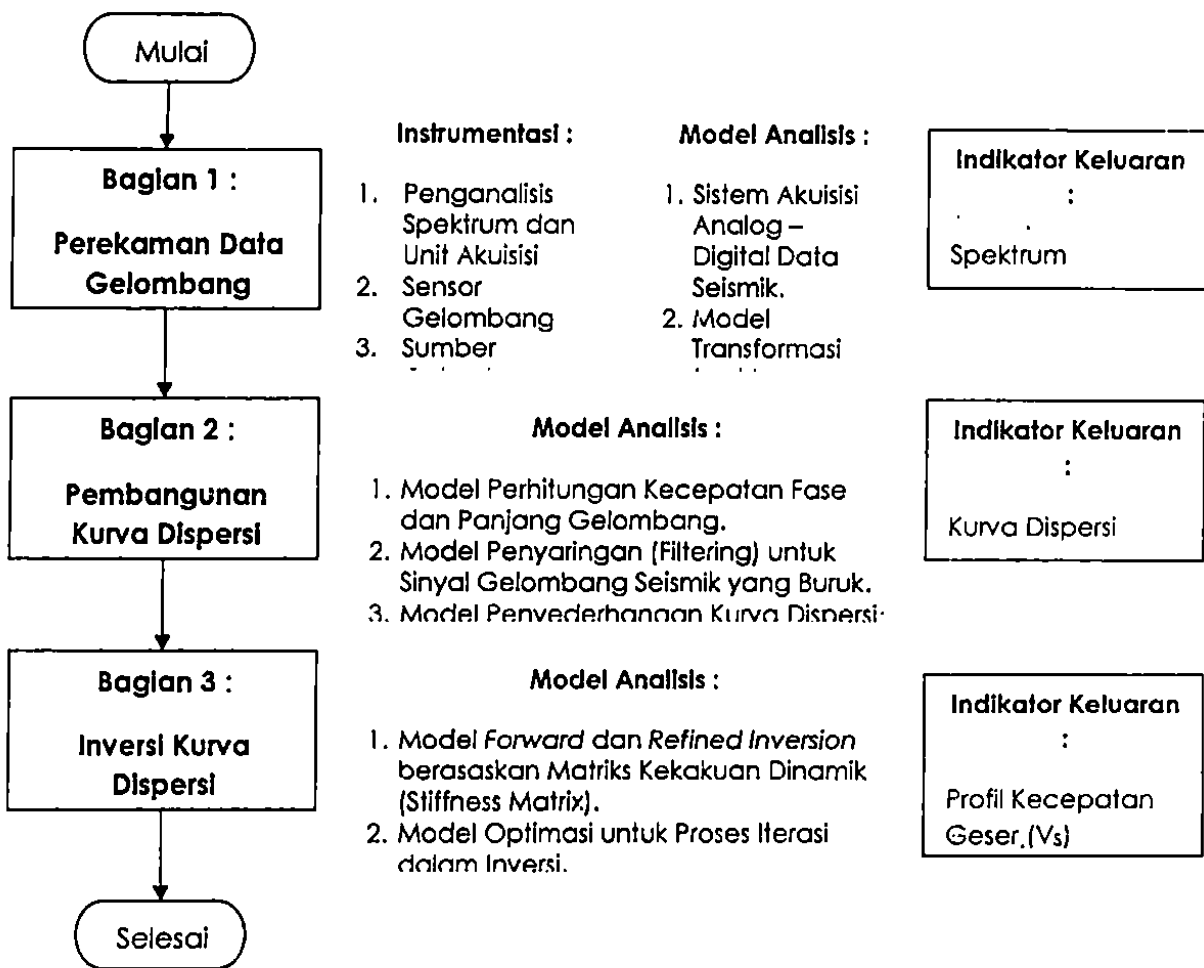 Mulai
Bagian 1 :
Perekaman Data
Gelombang
Instrumentasi :
1. Penganalisis
Spektrum dan
Unit Akuisisi
2. Sensor
Gelombang
3. Sumber
Model Analisis :
1. Sistem Akuisisi
Analog –
Digital Data
Seismik.
2. Model
Transformasi
Indikator Keluaran
:
Spektrum
Bagian 2 :
Pembangunan
Kurva Dispersi
Model Analisis :
1. Model Perhitungan Kecepatan Fase
dan Panjang Gelombang.
2. Model Penyaringan (Filtering) untuk
Sinyal Gelombang Seismik yang Buruk.
3. Model Penyederhanaan Kurva Dispersi
Indikator Keluaran
:
Kurva Dispersi
Bagian 3 :
Inversi Kurva
Dispersi
Model Analisis :
1. Model Forward dan Refined Inversion
berasaskan Matriks Kekakuan Dinamik
(Stiffness Matrix).
2. Model Optimasi untuk Proses Iterasi
dalam Inversi.
Indikator Keluaran
:
Profil Kecepatan
Geser.(Vs)
Selesai